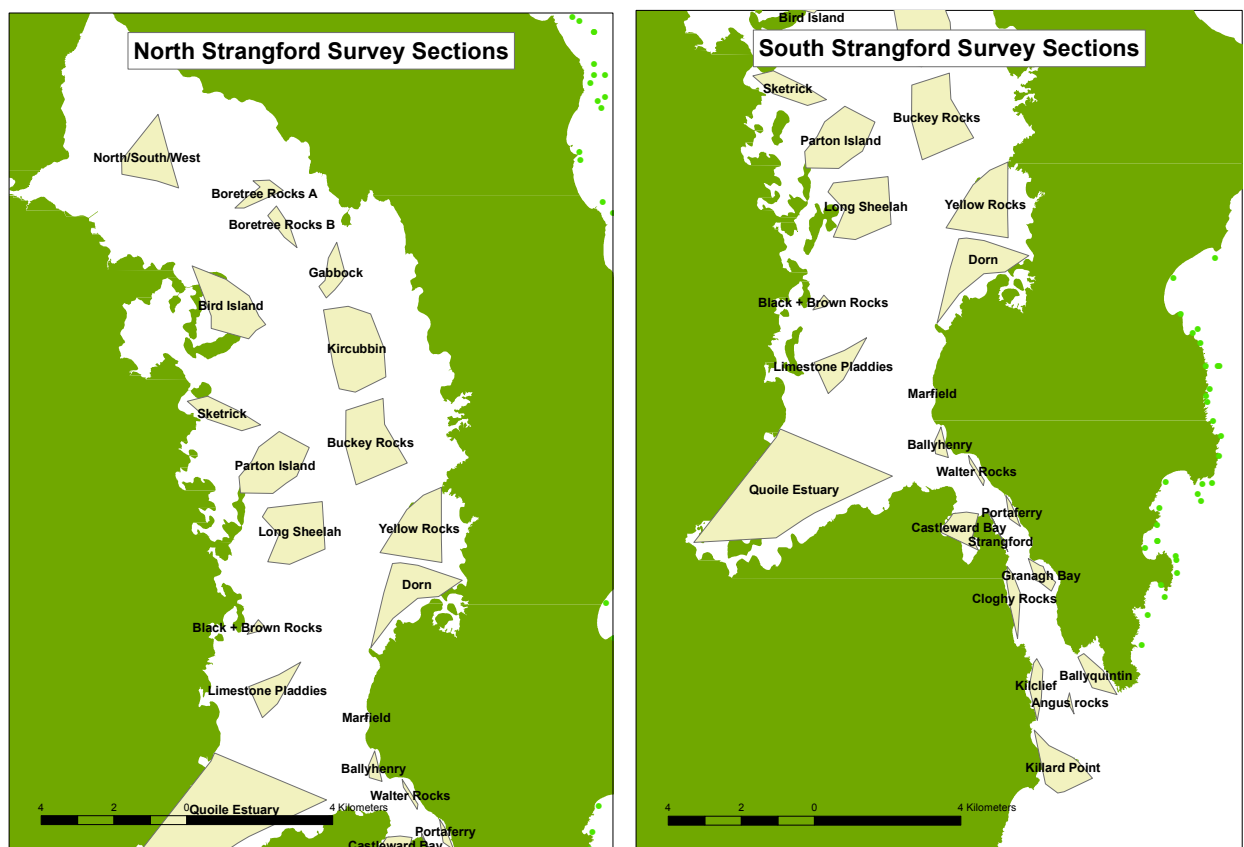 North Strangford Survey Sections
North/South/West
Boretree Rocks A
Boretree Rocks B
Gabbock
Bird Island
Kircubbin
Sketrick
Buckey Rocks
Parton Island
Long Sheelah
Yellow Rocks
Dorn
Black + Brown Rocks
Limestone Pladdies
Marfield
Ballyhenry
Walter Rocks
Quoile Estuary
4 2 0 4 Kilometers
Portaferry
Castleward Bay
Bird Island
South Strangford Survey Sections
Sketrick
Buckey Rocks
Parton Island
Long Sheelah
Yellow Rocks
Dorn
Black + Brown Rocks
Limestone Pladdies
Marfield
Ballyhenry
Walter Rocks
Quoile Estuary
Portaferry
Castleward Bay
Strangford
Granagh Bay
Cloghy Rocks
Ballyquintin
Kilclief
Angus rocks
Killard Point
4 2 0 4 Kilometers